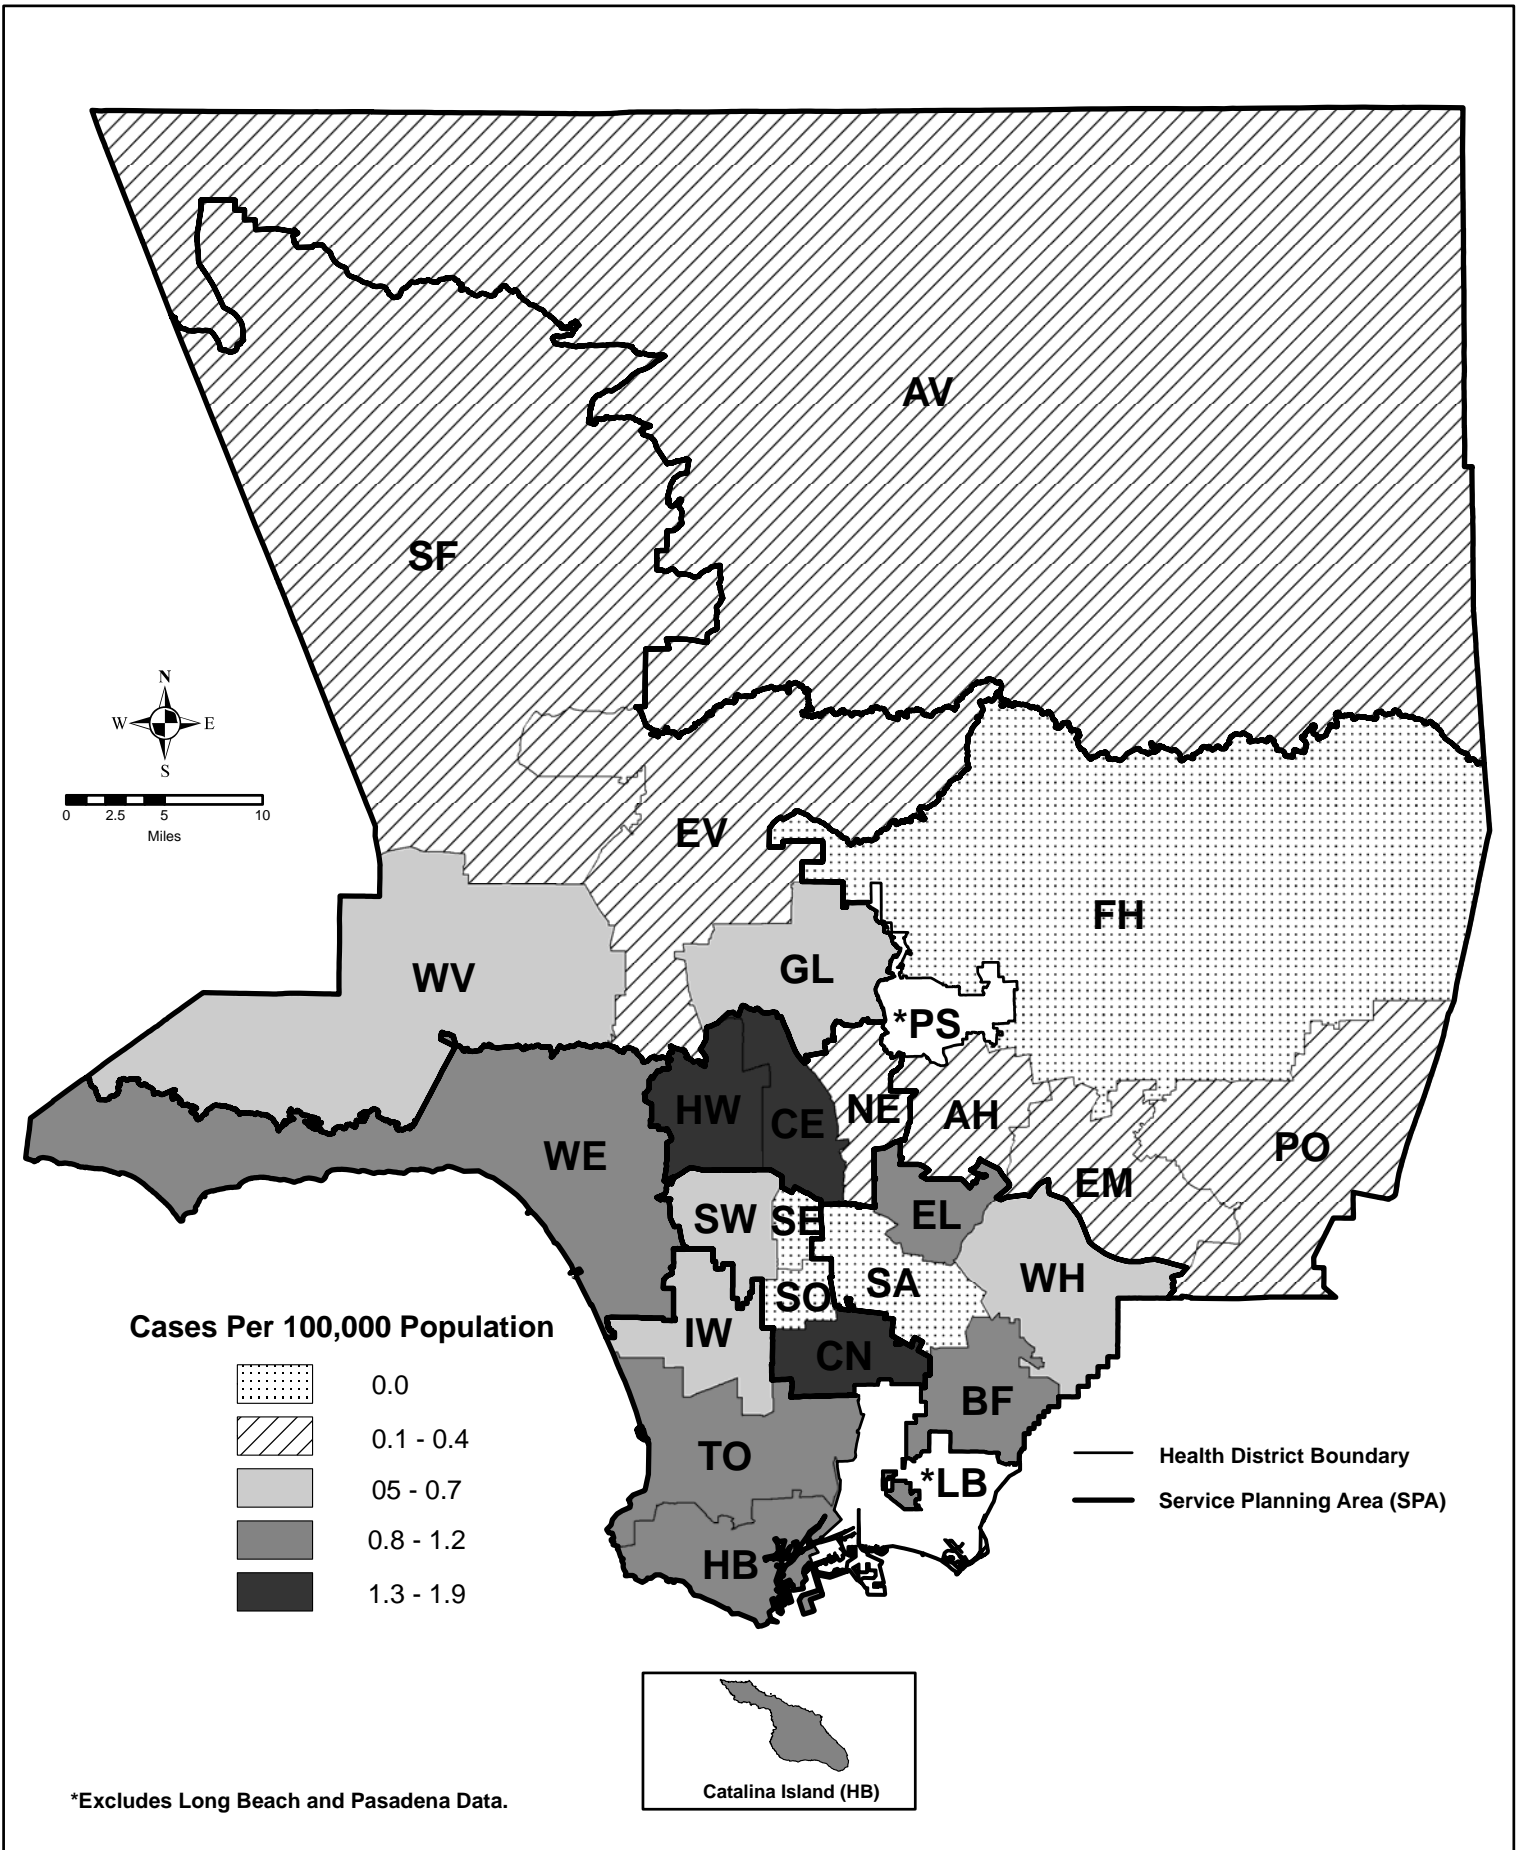 AV
SF
N
W
E
S
0
2.5
5
10
Miles
EV
FH
WV
GL
*PS
HW
CE
NE
AH
PO
WE
EM
SW
SE
EL
WH
SA
SO
IW
CN
BF
TO
*LB
HB
Cases Per 100,000 Population
0.0
0.1 - 0.4
05 - 0.7
0.8 - 1.2
1.3 - 1.9
Health District Boundary
Service Planning Area (SPA)
Catalina Island (HB)
*Excludes Long Beach and Pasadena Data.